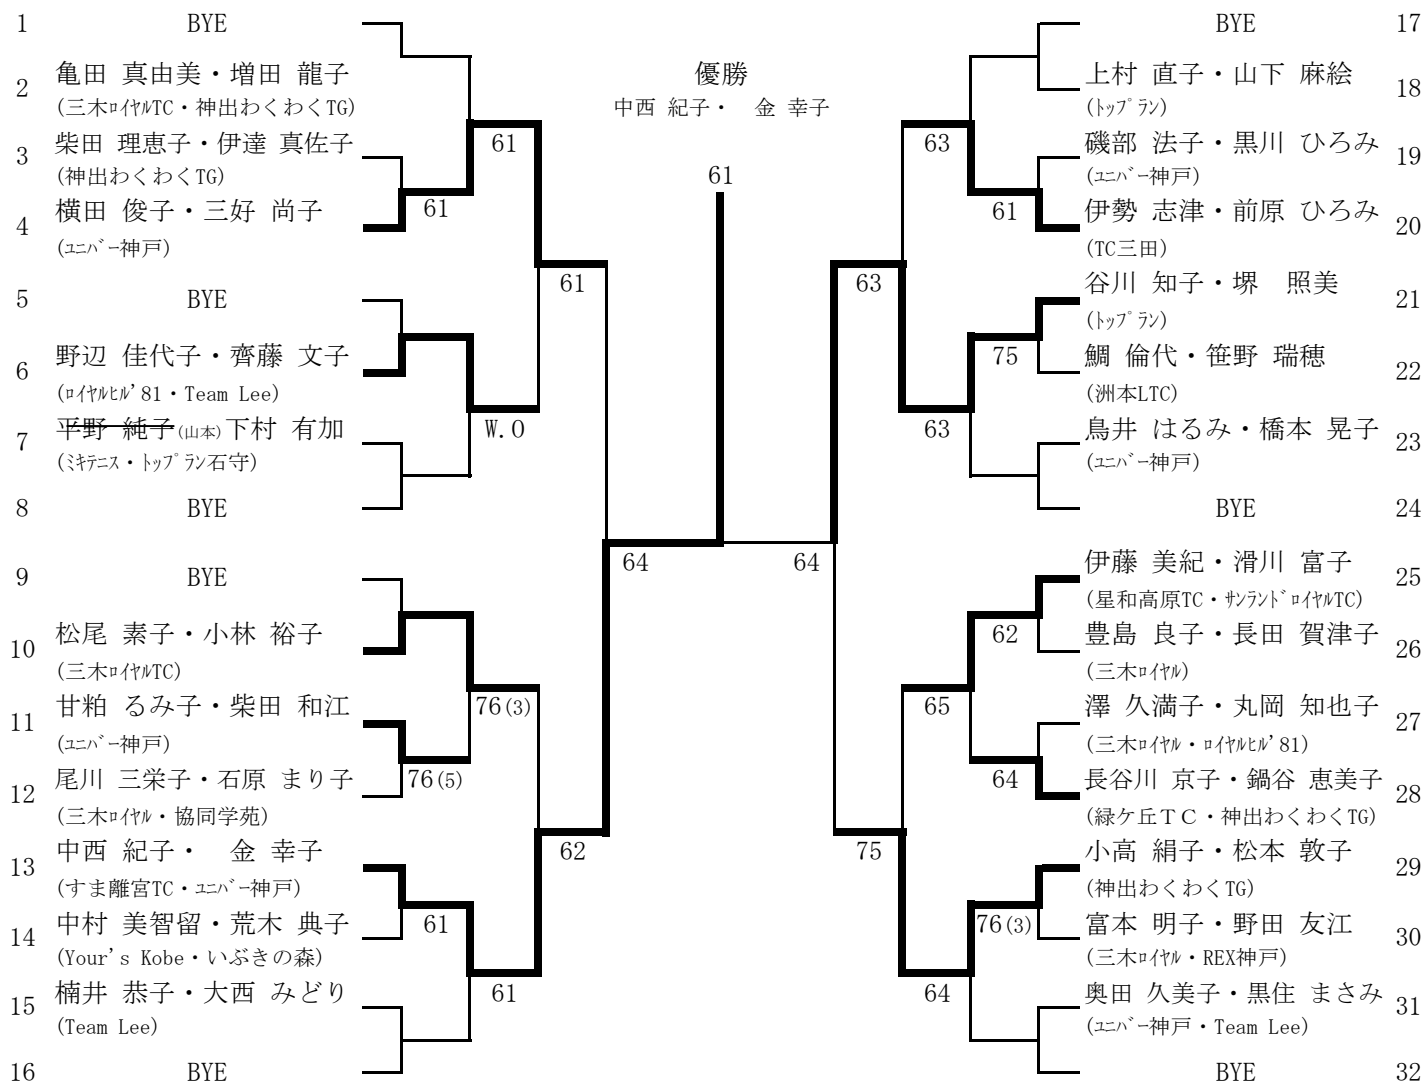 1 BYE
2 亀田 真由美・増田 龍子
(三木ﾛｲﾔﾙTC・神出わくわくTG)
3 柴田 理恵子・伊達 真佐子
(神出わくわくTG)
61
61
4 横田 俊子・三好 尚子
(ﾕﾆﾊﾞｰ神戸)
5 BYE
61
6 野辺 佳代子・齊藤 文子
(ﾛｲﾔﾙﾋﾙ'81・Team Lee)
7 平野 純子(山本)下村 有加
(ﾐｷﾃﾆｽ・ﾄｯﾌﾟﾗﾝ石守)
W.O
8 BYE
64
9 BYE
10 松尾 素子・小林 裕子
(三木ﾛｲﾔﾙTC)
11 甘粕 るみ子・柴田 和江
(ﾕﾆﾊﾞｰ神戸)
76(3)
76(5)
12 尾川 三栄子・石原 まり子
(三木ﾛｲﾔﾙ・協同学苑)
62
13 中西 紀子・　金 幸子
(すま離宮TC・ﾕﾆﾊﾞｰ神戸)
61
14 中村 美智留・荒木 典子
(Your's Kobe・いぶきの森)
61
15 楠井 恭子・大西 みどり
(Team Lee)
16 BYE
優勝
中西 紀子・　金 幸子
61
BYE 17
上村 直子・山下 麻絵 18
(ﾄｯﾌﾟﾗﾝ)
63
磯部 法子・黒川 ひろみ 19
(ﾕﾆﾊﾞｰ神戸)
61
伊勢 志津・前原 ひろみ 20
(TC三田)
63
谷川 知子・堺　照美 21
(ﾄｯﾌﾟﾗﾝ)
75
鯛 倫代・笹野 瑞穂 22
(洲本LTC)
63
鳥井 はるみ・橋本 晃子 23
(ﾕﾆﾊﾞｰ神戸)
BYE 24
64
伊藤 美紀・滑川 富子 25
(星和高原TC・ｻﾝﾗﾝﾄﾞﾛｲﾔﾙTC)
62
豊島 良子・長田 賀津子 26
(三木ﾛｲﾔﾙ)
65
澤 久満子・丸岡 知也子 27
(三木ﾛｲﾔﾙ・ﾛｲﾔﾙﾋﾙ'81)
64
長谷川 京子・鍋谷 恵美子 28
(緑ケ丘ＴＣ・神出わくわくTG)
75
小高 絹子・松本 敦子 29
(神出わくわくTG)
76(3)
富本 明子・野田 友江 30
(三木ﾛｲﾔﾙ・REX神戸)
64
奥田 久美子・黒住 まさみ 31
(ﾕﾆﾊﾞｰ神戸・Team Lee)
BYE 32